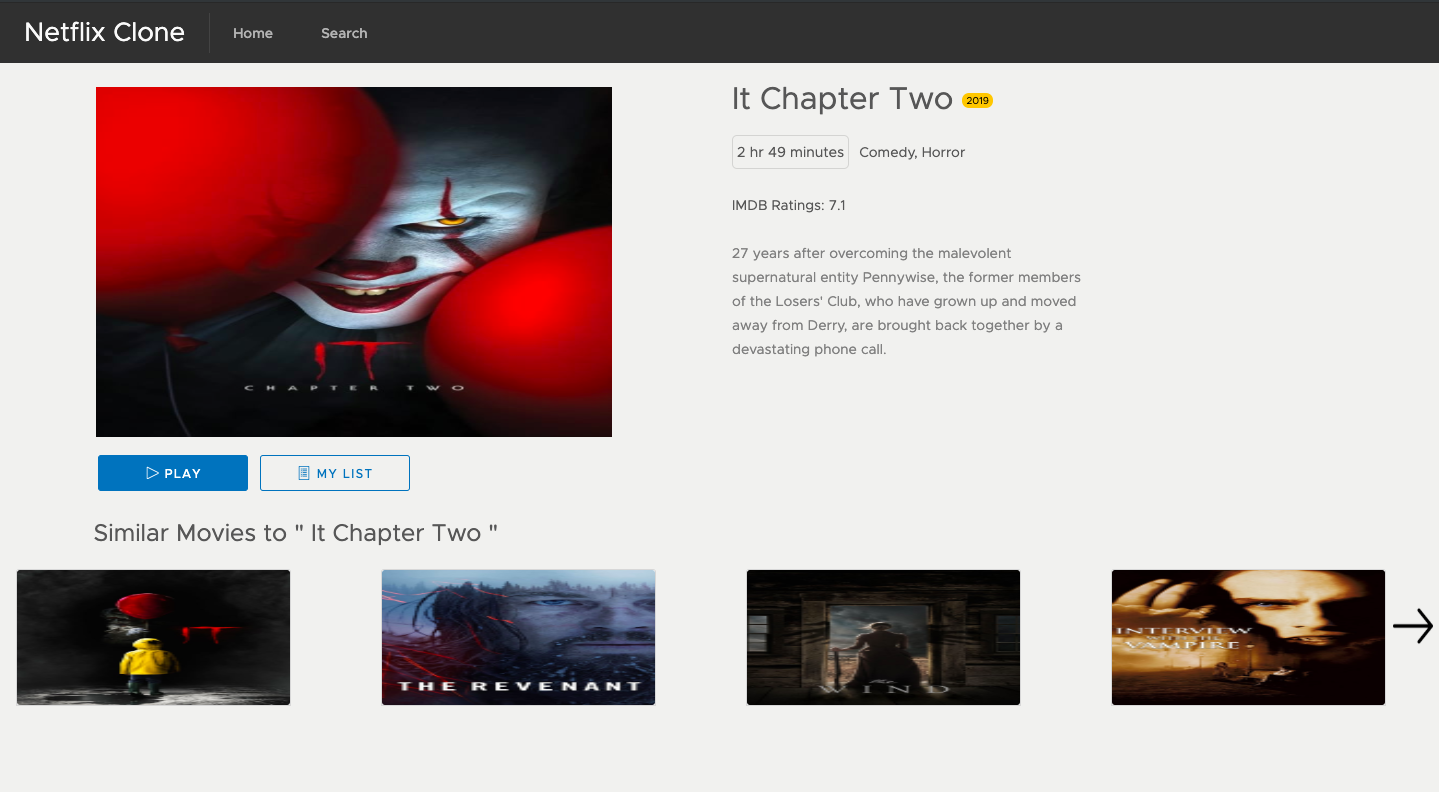 Netflix Clone
Home
Search
IT
CHAPTER TWO
It Chapter Two 2019
2 hr 49 minutes Comedy, Horror
IMDB Ratings: 7.1
27 years after overcoming the malevolent
supernatural entity Pennywise, the former members
of the Losers' Club, who have grown up and moved
away from Derry, are brought back together by a
devastating phone call.
PLAY
MY LIST
Similar Movies to " It Chapter Two "
IT
THE REVENANT
The WIND
INTERVIEW
WITH THE
VAMPIRE